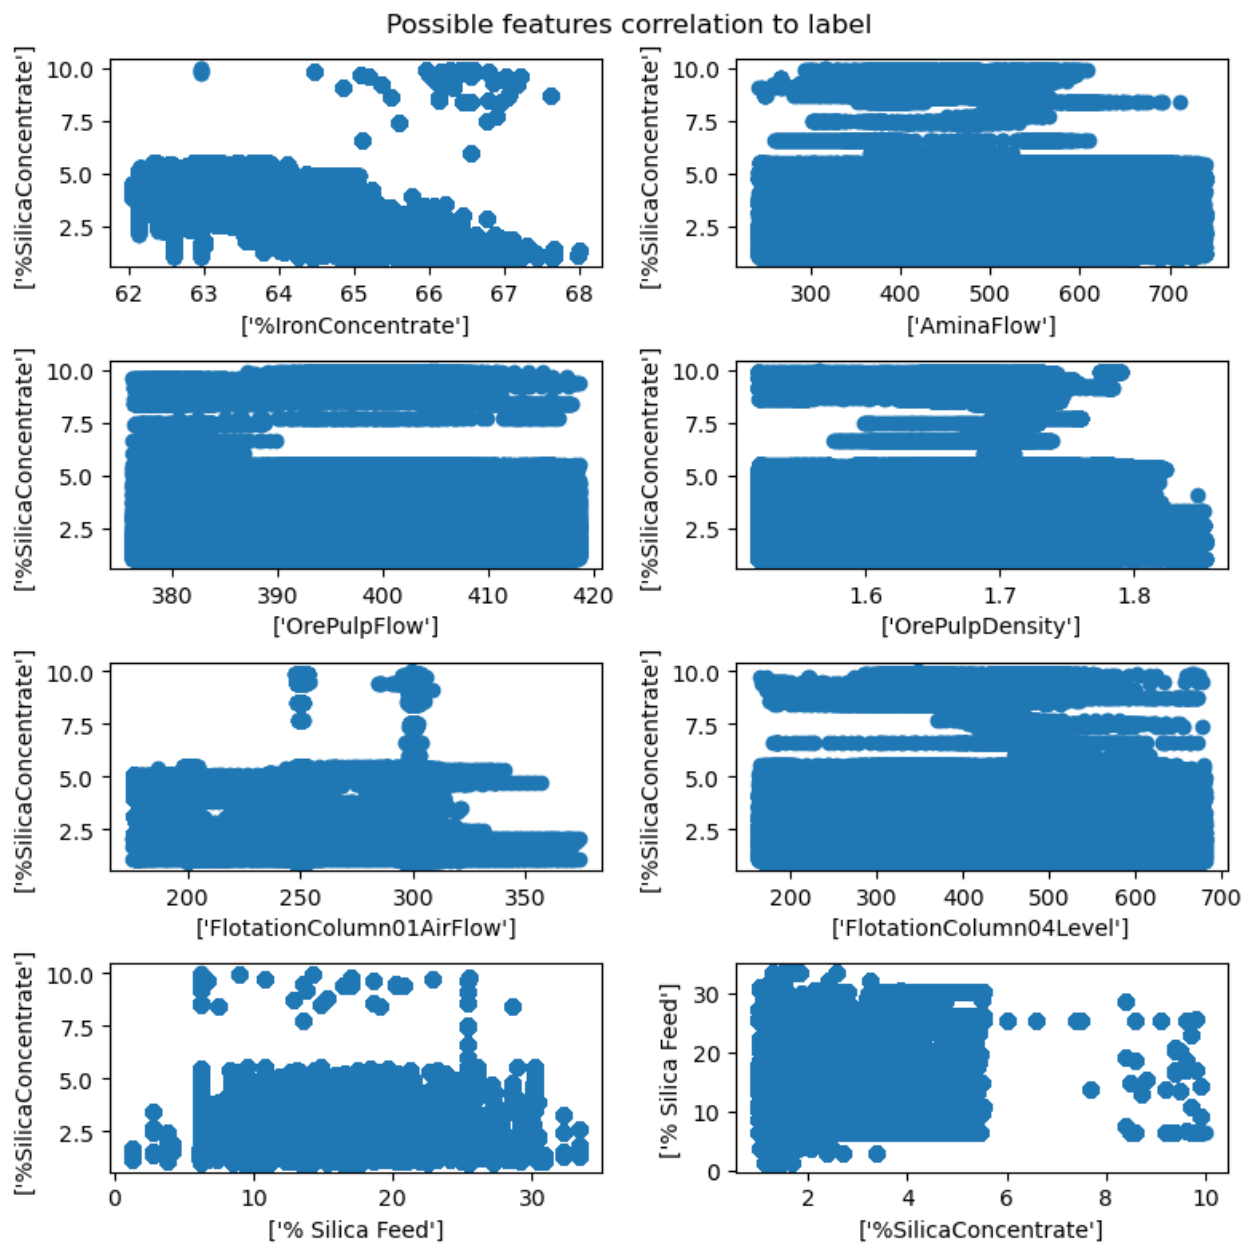 Possible features correlation to label
['%SilicaConcentrate']
10.0
7.5
5.0
2.5
62 63 64 65 66 67 68
['%IronConcentrate']
['%SilicaConcentrate']
10.0
7.5
5.0
2.5
300 400 500 600 700
['AminaFlow']
['%SilicaConcentrate']
10.0
7.5
5.0
2.5
380 390 400 410 420
['OrePulpFlow']
['%SilicaConcentrate']
10.0
7.5
5.0
2.5
1.6 1.7 1.8
['OrePulpDensity']
['%SilicaConcentrate']
10.0
7.5
5.0
2.5
200 250 300 350
['FlotationColumn01AirFlow']
['%SilicaConcentrate']
10.0
7.5
5.0
2.5
200 300 400 500 600 700
['FlotationColumn04Level']
['%SilicaConcentrate']
10.0
7.5
5.0
2.5
0 10 20 30
['% Silica Feed']
['% Silica Feed']
30
20
10
0
2 4 6 8 10
['%SilicaConcentrate']